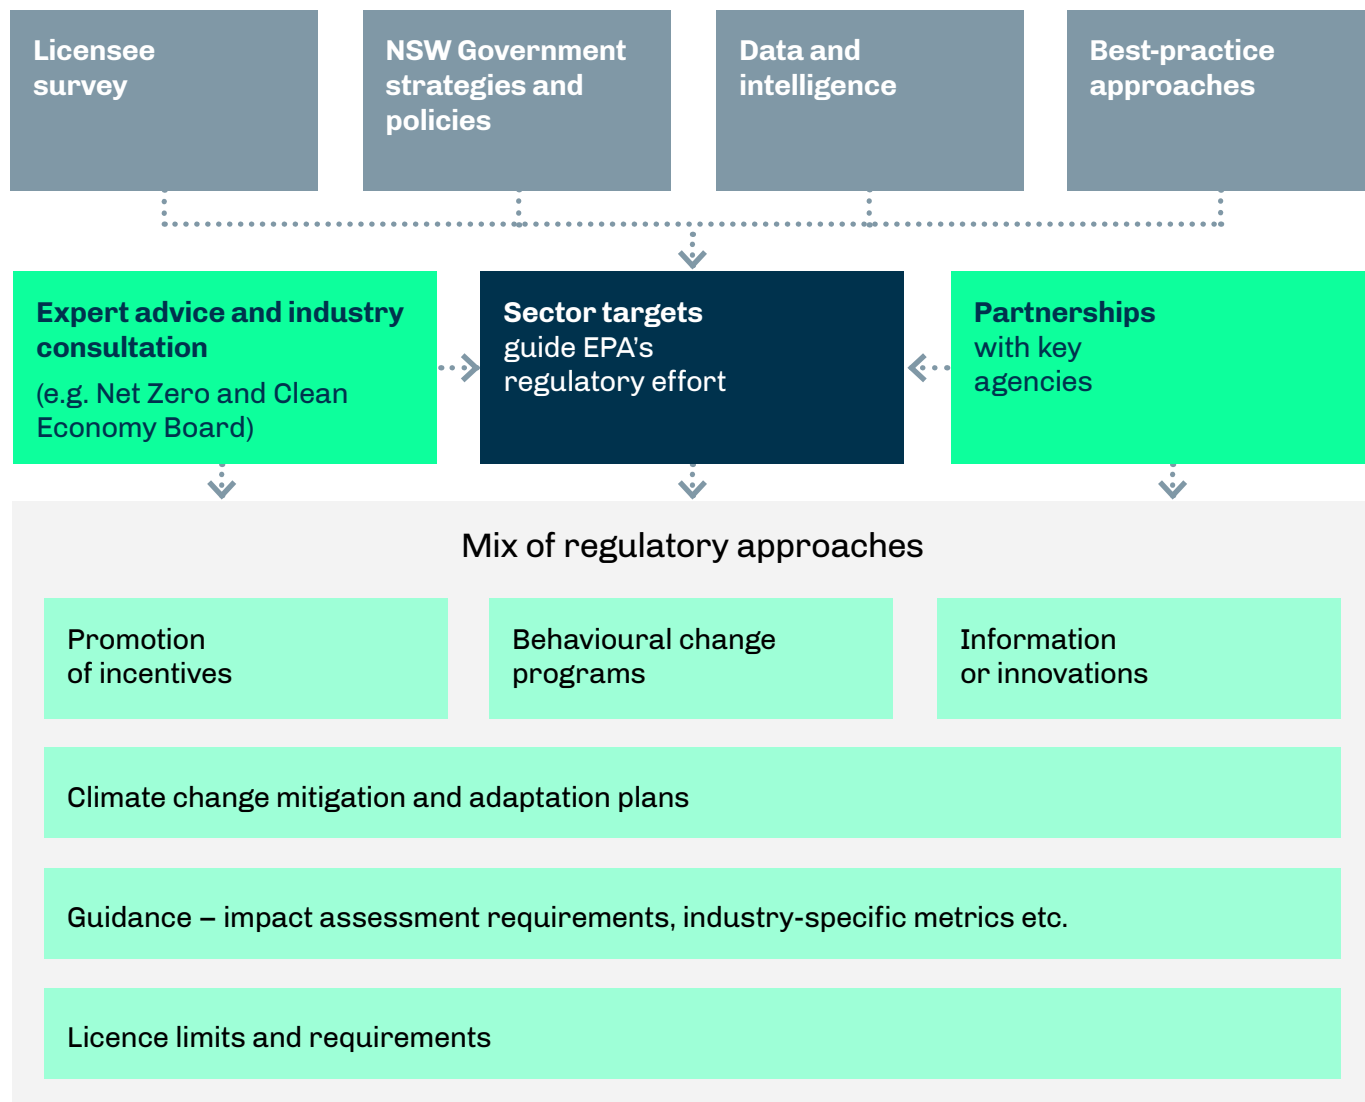 Licensee
survey
NSW Government
strategies and
policies
Data and
intelligence
Best-practice
approaches
Expert advice and industry
consultation
(e.g. Net Zero and Clean
Economy Board)
Sector targets
guide EPA’s
regulatory effort
Partnerships
with key
agencies
Mix of regulatory approaches
Promotion
of incentives
Behavioural change
programs
Information
or innovations
Climate change mitigation and adaptation plans
Guidance – impact assessment requirements, industry-specific metrics etc.
Licence limits and requirements